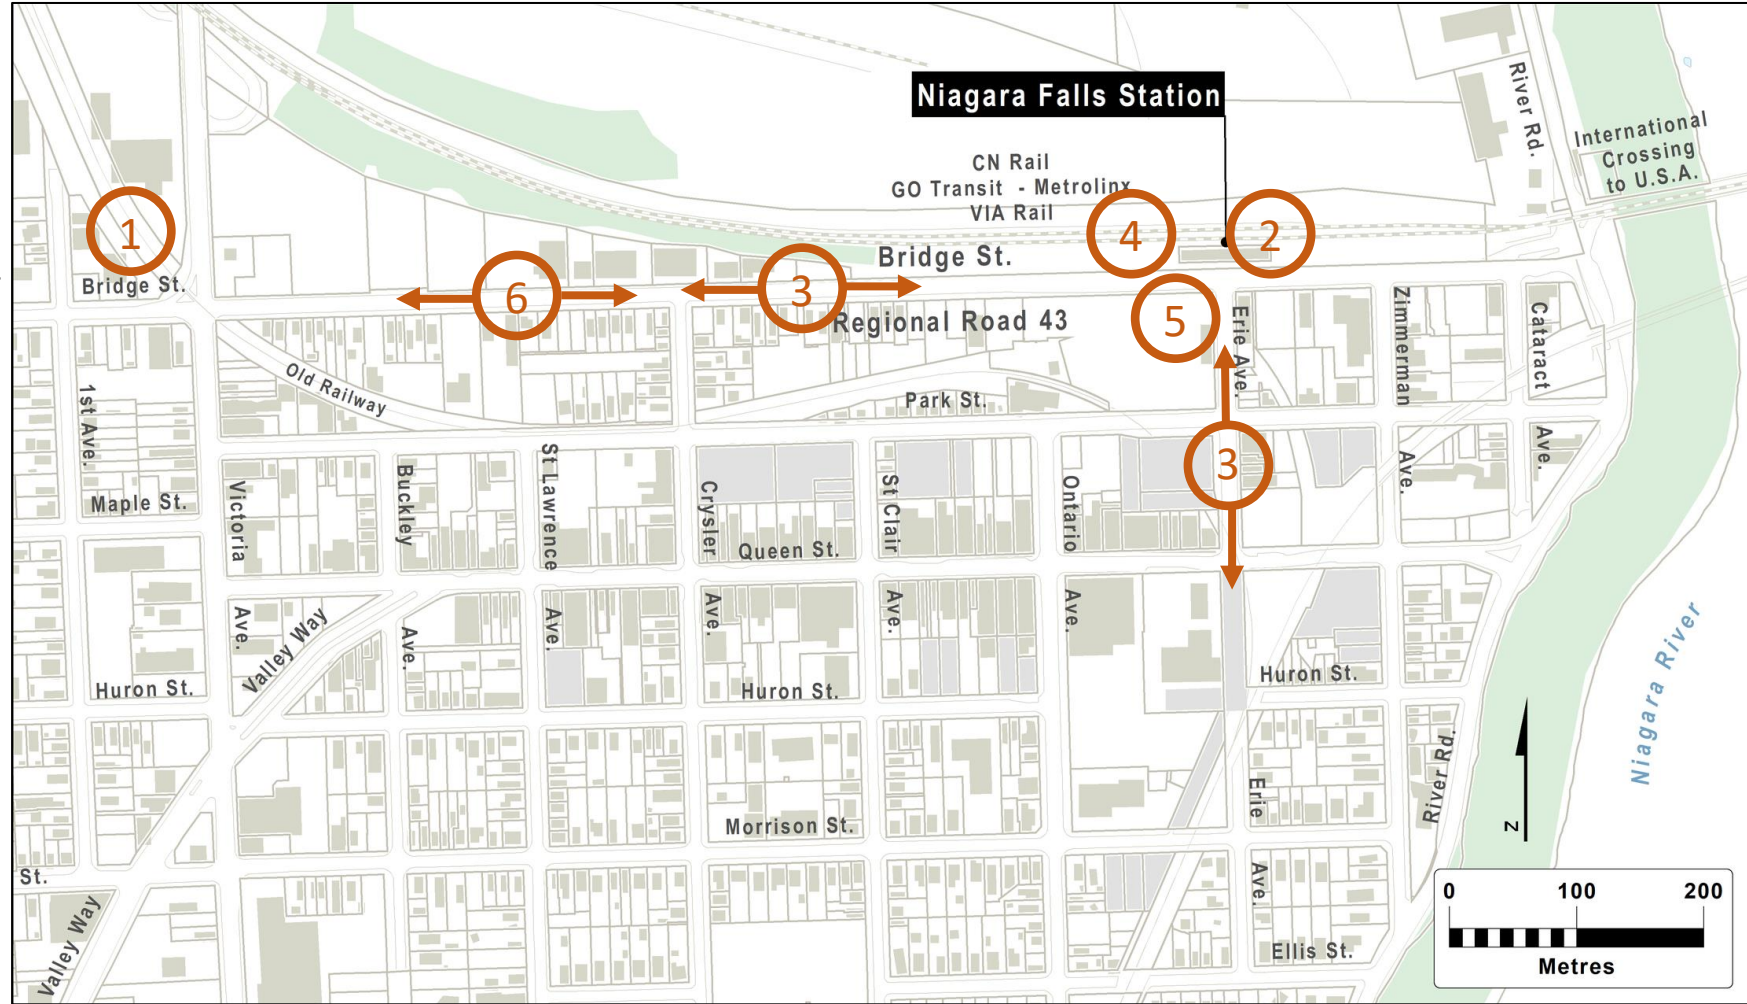 Niagara Falls Station
River Rd.
International
Crossing
to U.S.A.
CN Rail
GO Transit - Metrolinx
VIA Rail
1
4
2
Bridge St.
Bridge St.
6
3
5
Regional Road 43
Erie Ave.
Zimmerman
Ave.
Cataract
Ave.
Old Railway
1st Ave.
Park St.
3
Maple St.
Victoria
Ave.
Buckley
Ave.
St Lawrence
Ave.
Crysler
Ave.
St Clair
Ave.
Ontario
Ave.
Queen St.
Valley Way
Huron St.
Huron St.
Huron St.
Niagara River
River Rd.
Erie
Ave.
Morrison St.
N
St.
Valley Way
Ellis St.
0 100 200
Metres